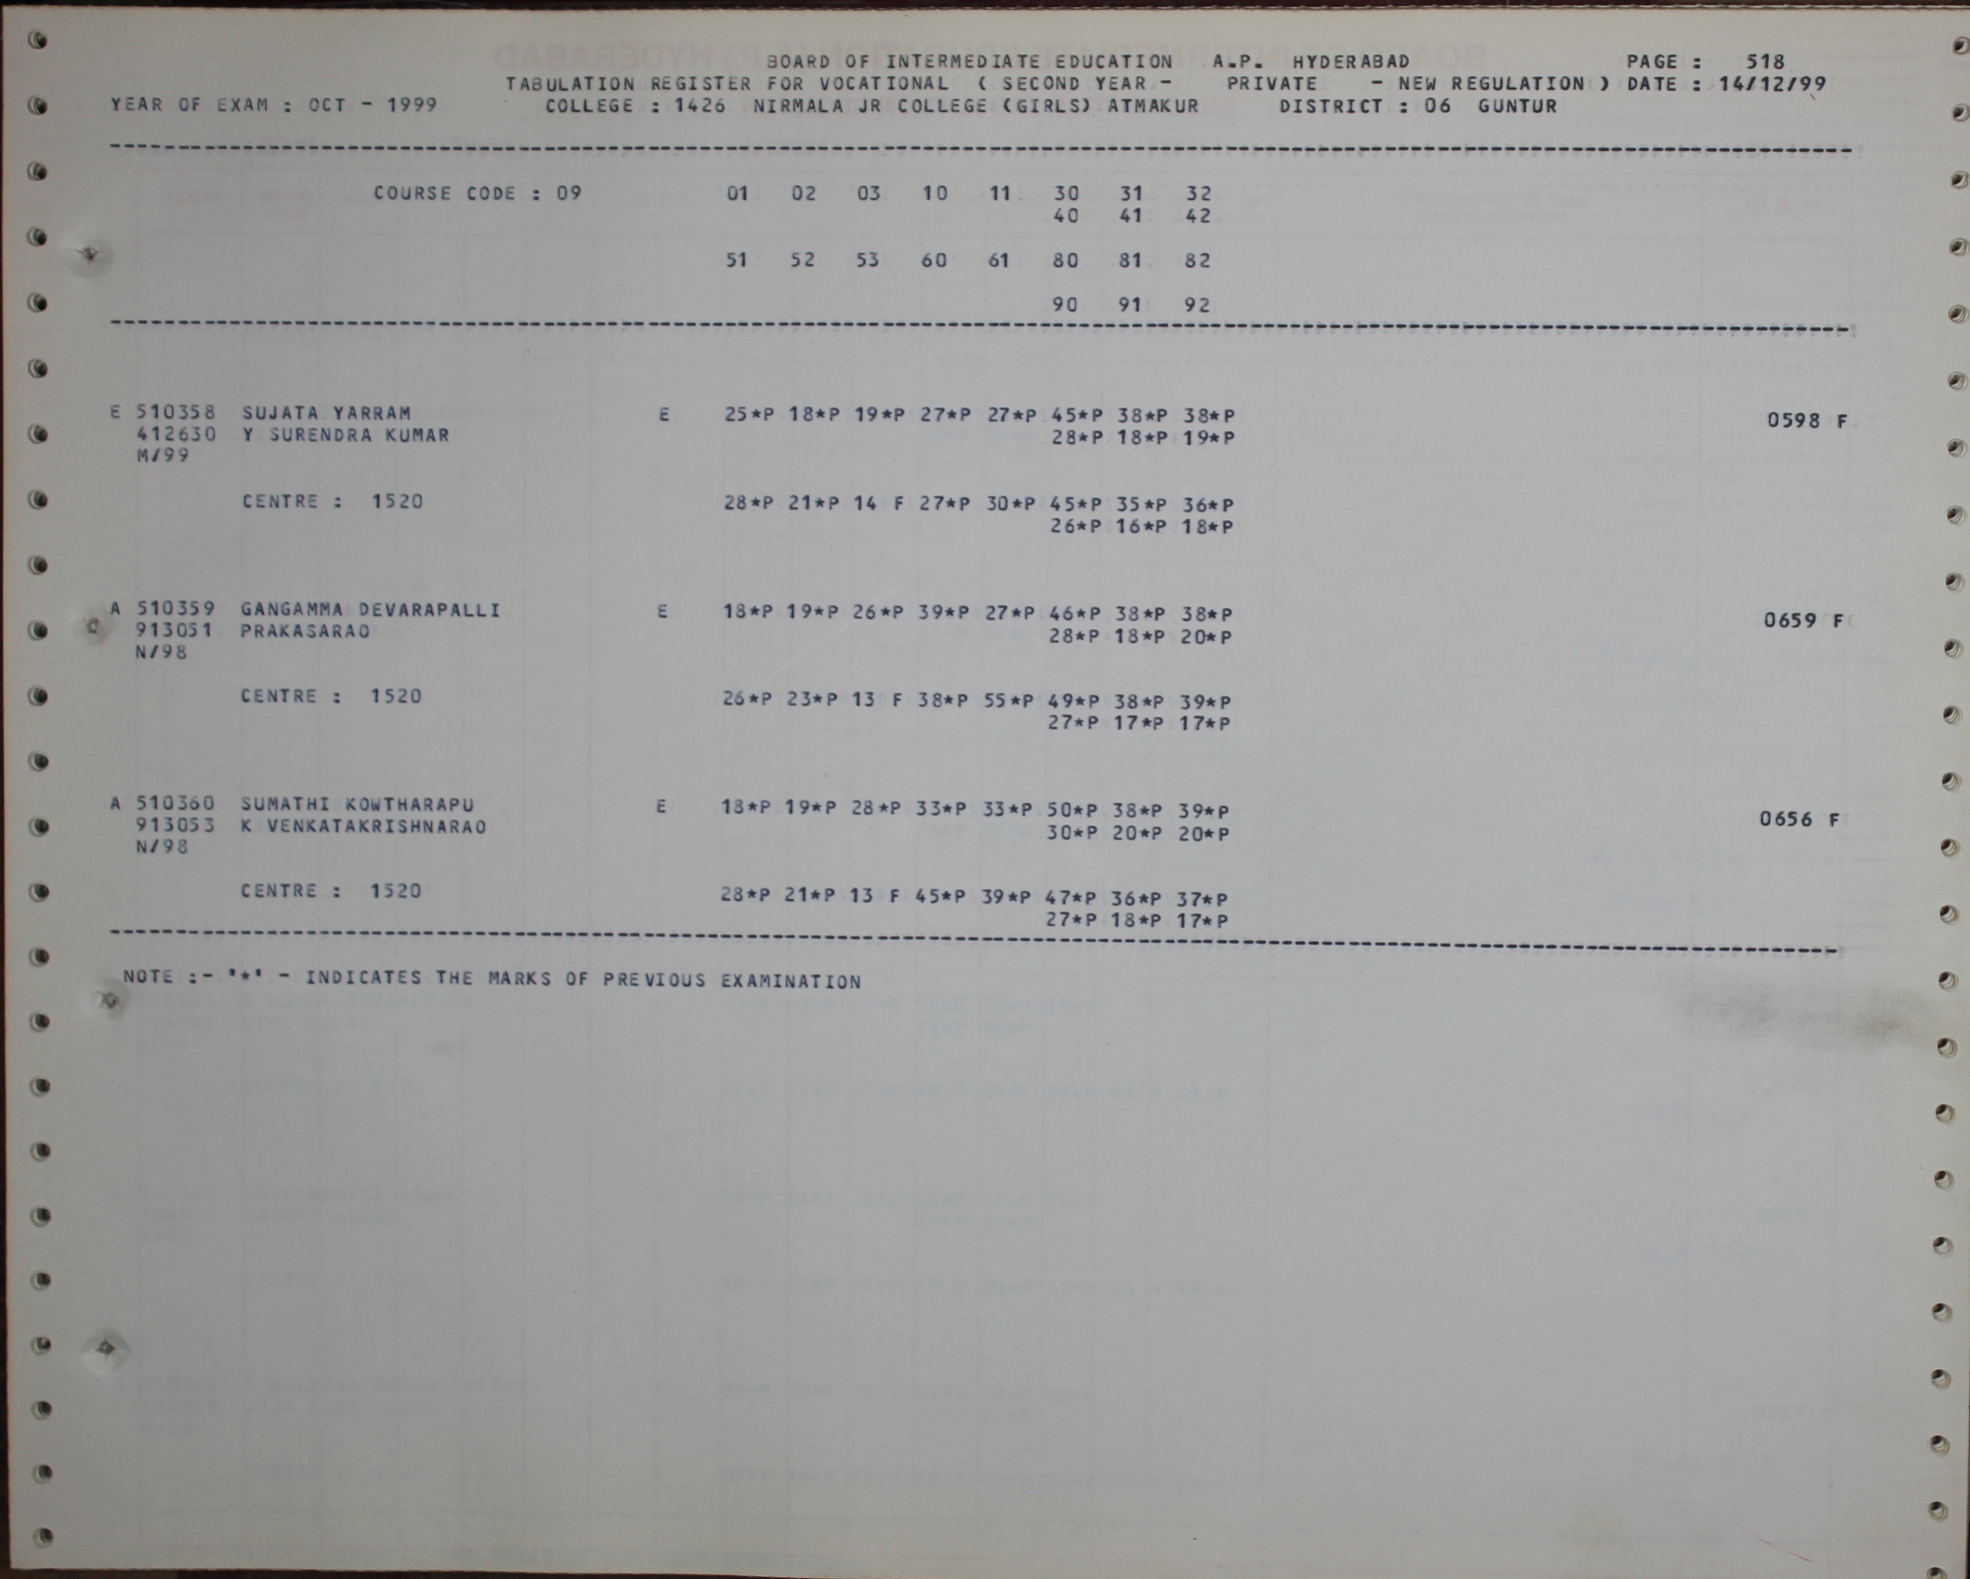 BOARD OF INTERMEDIATE EDUCATION A.P. HYDERABAD PAGE : 518
TABULATION REGISTER FOR VOCATIONAL ( SECOND YEAR - PRIVATE - NEW REGULATION ) DATE : 14/12/99
YEAR OF EXAM : OCT - 1999 COLLEGE : 1426 NIRMALA JR COLLEGE (GIRLS) ATMAKUR DISTRICT : 06 GUNTUR
COURSE CODE : 09 01 02 03 10 11 30 31 32
40 41 42
51 52 53 60 61 80 81 82
90 91 92
E 510358 SUJATA YARRAM E 25*P 18*P 19*P 27*P 27*P 45*P 38*P 38*P 0598 F
412630 Y SURENDRA KUMAR 28*P 18*P 19*P
M/99
CENTRE : 1520 28*P 21*P 14 F 27*P 30*P 45*P 35*P 36*P
26*P 16*P 18*P
A 510359 GANGAMMA DEVARAPALLI E 18*P 19*P 26*P 39*P 27*P 46*P 38*P 38*P 0659 F
913051 PRAKASARAO 28*P 18*P 20*P
N/98
CENTRE : 1520 26*P 23*P 13 F 38*P 55*P 49*P 38*P 39*P
27*P 17*P 17*P
A 510360 SUMATHI KOWTHARAPU E 18*P 19*P 28*P 33*P 33*P 50*P 38*P 39*P 0656 F
913053 K VENKATAKRISHNARAO 30*P 20*P 20*P
N/98
CENTRE : 1520 28*P 21*P 13 F 45*P 39*P 47*P 36*P 37*P
27*P 18*P 17*P
NOTE :- '*' - INDICATES THE MARKS OF PREVIOUS EXAMINATION